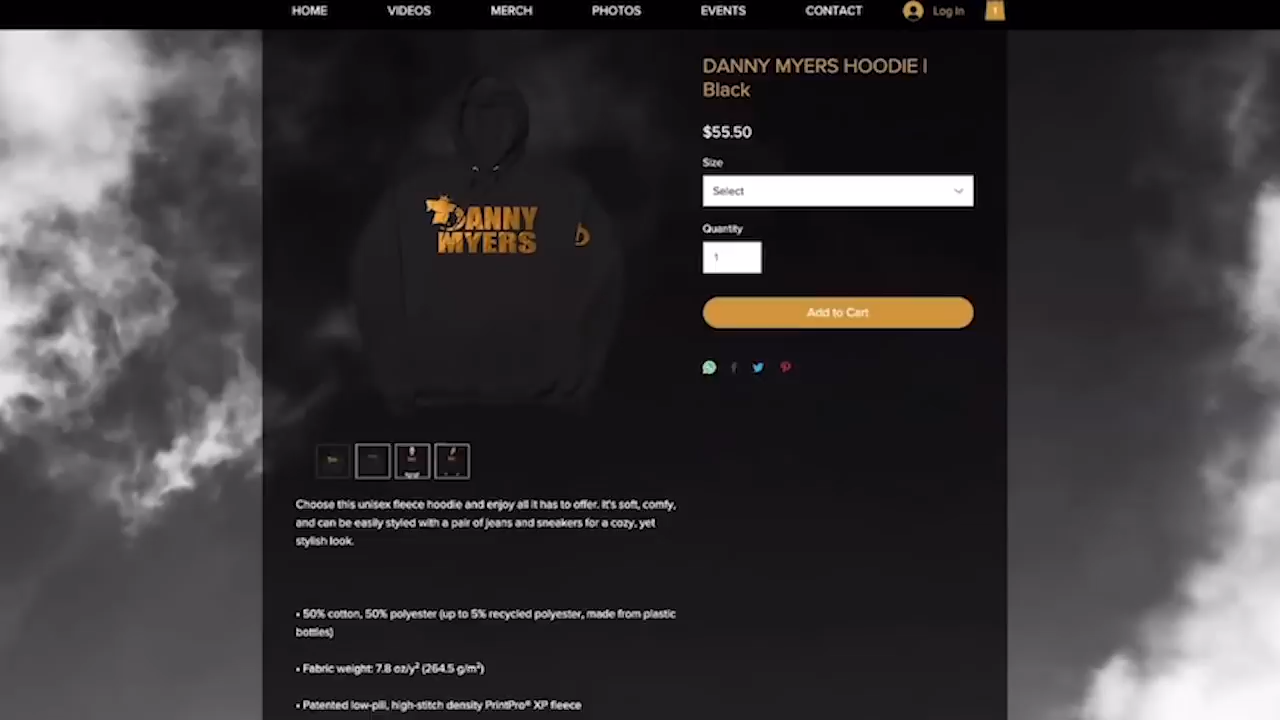 HOME VIDEOS MERCH PHOTOS EVENTS CONTACT Log In 1
DANNY MYERS HOODIE |
Black
$55.50
Size
Select
Quantity
1
Add to Cart
DANNY
MYERS
Choose this unisex fleece hoodie and enjoy all it has to offer. It's soft, comfy,
and can be easily styled with a pair of jeans and sneakers for a cozy, yet
stylish look.
• 50% cotton, 50% polyester (up to 5% recycled polyester, made from plastic
bottles)
• Fabric weight: 7.8 oz/y² (264.5 g/m²)
• Patented low-pill, high-stitch density PrintPro® XP fleece